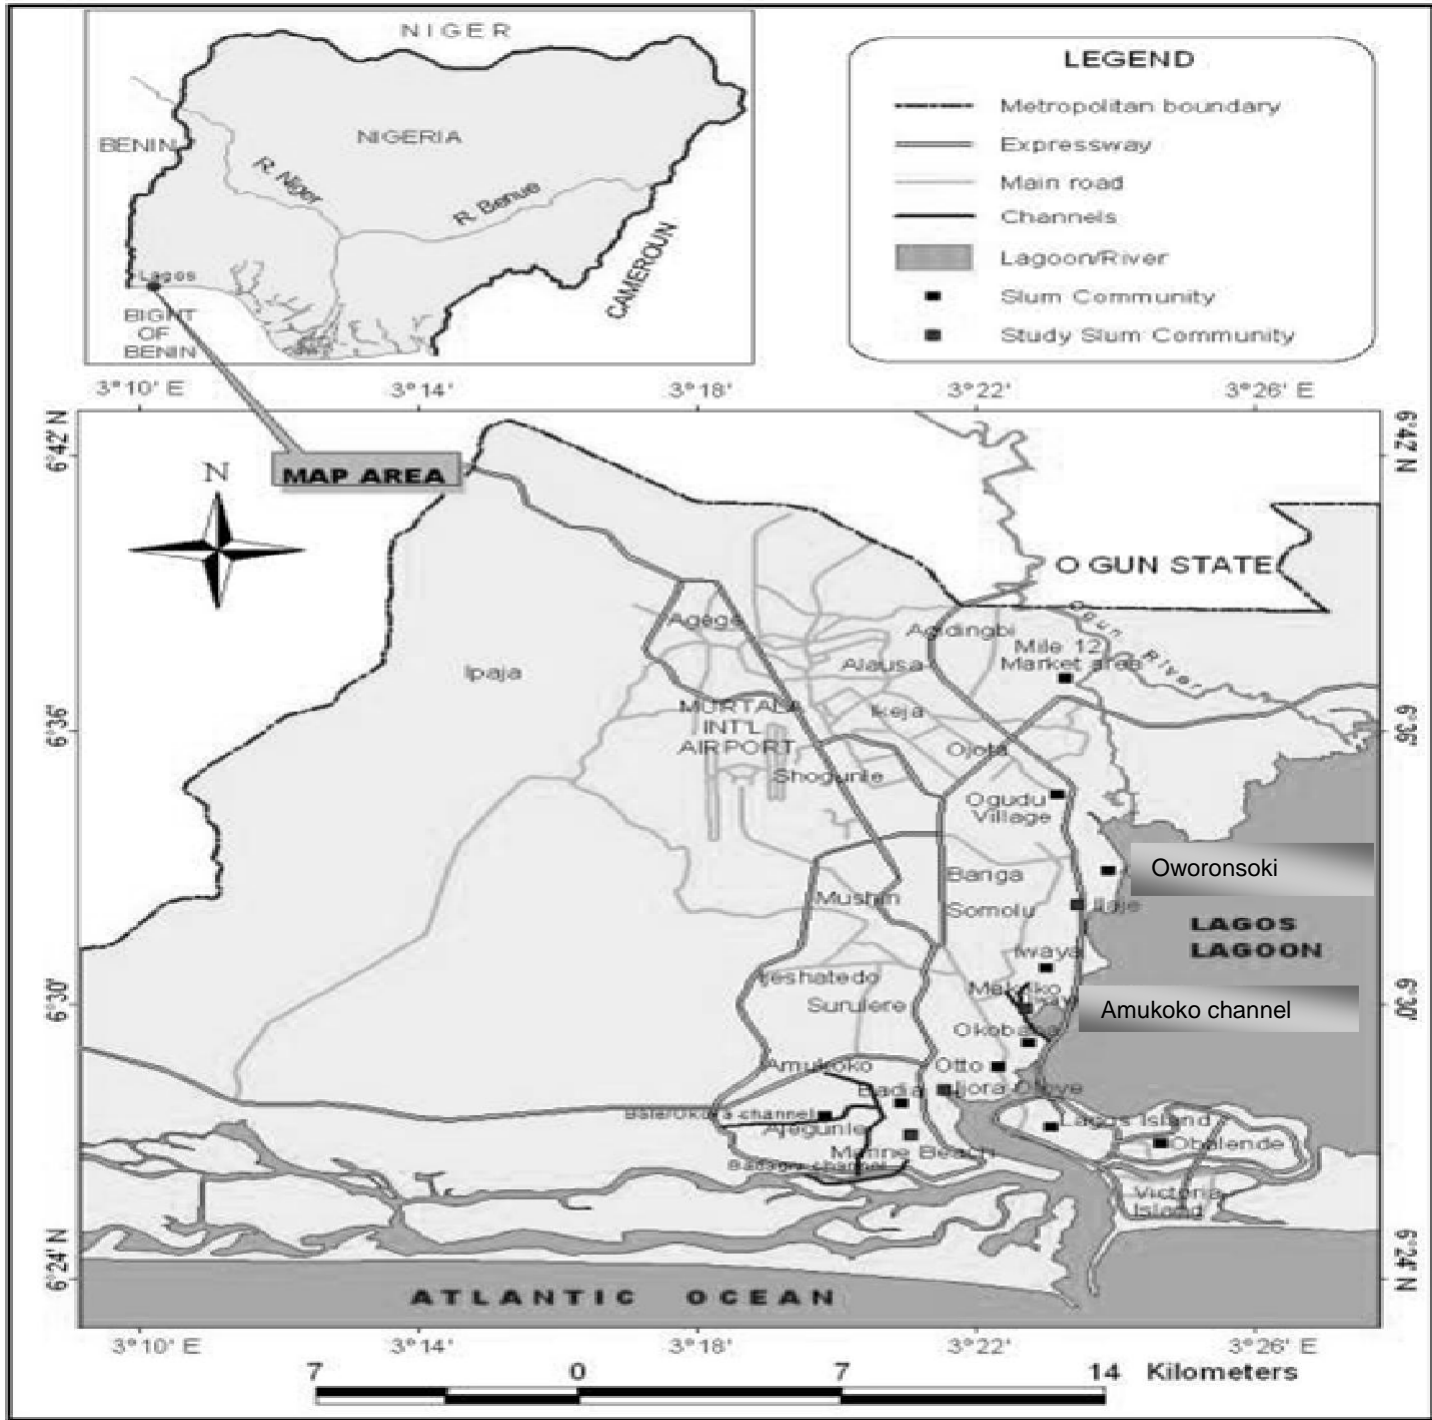 NIGER
BENIN
NIGERIA
R. Niger
R. Benue
CAMEROUN
Lagos
BIGHT
OF
BENIN
LEGEND
Metropolitan boundary
Expressway
Main road
Channels
Lagoon/River
Slum Community
Study Slum Community
3°10' E
3°14'
3°18'
3°22'
3°26' E
6°42' N
6°42' N
N
MAP AREA
OGUN STATE
Agege
Agidingbi
Ogun River
Mile 12
Market area
Ipaja
Alausa
MURTALA
INT'L
AIRPORT
Ikeja
6°36'
6°36'
Ojota
Shogunle
Ogudu
Village
Banga
Oworonsoki
Mushin
Somolu
Ilaje
LAGOS
LAGOON
Iwaya
Ijeshatedo
Makoko
Surulere
6°30'
6°30'
Amukoko channel
Okobaba
Amukoko
Otto
Badia
Ijora Oloye
Ajegunle
Lagos Island
Obalende
Marine Beach
Badagry channel
Victoria
Island
6°24' N
6°24' N
ATLANTIC OCEAN
3°10' E
3°14'
3°18'
3°22'
3°26' E
7
0
7
14
Kilometers